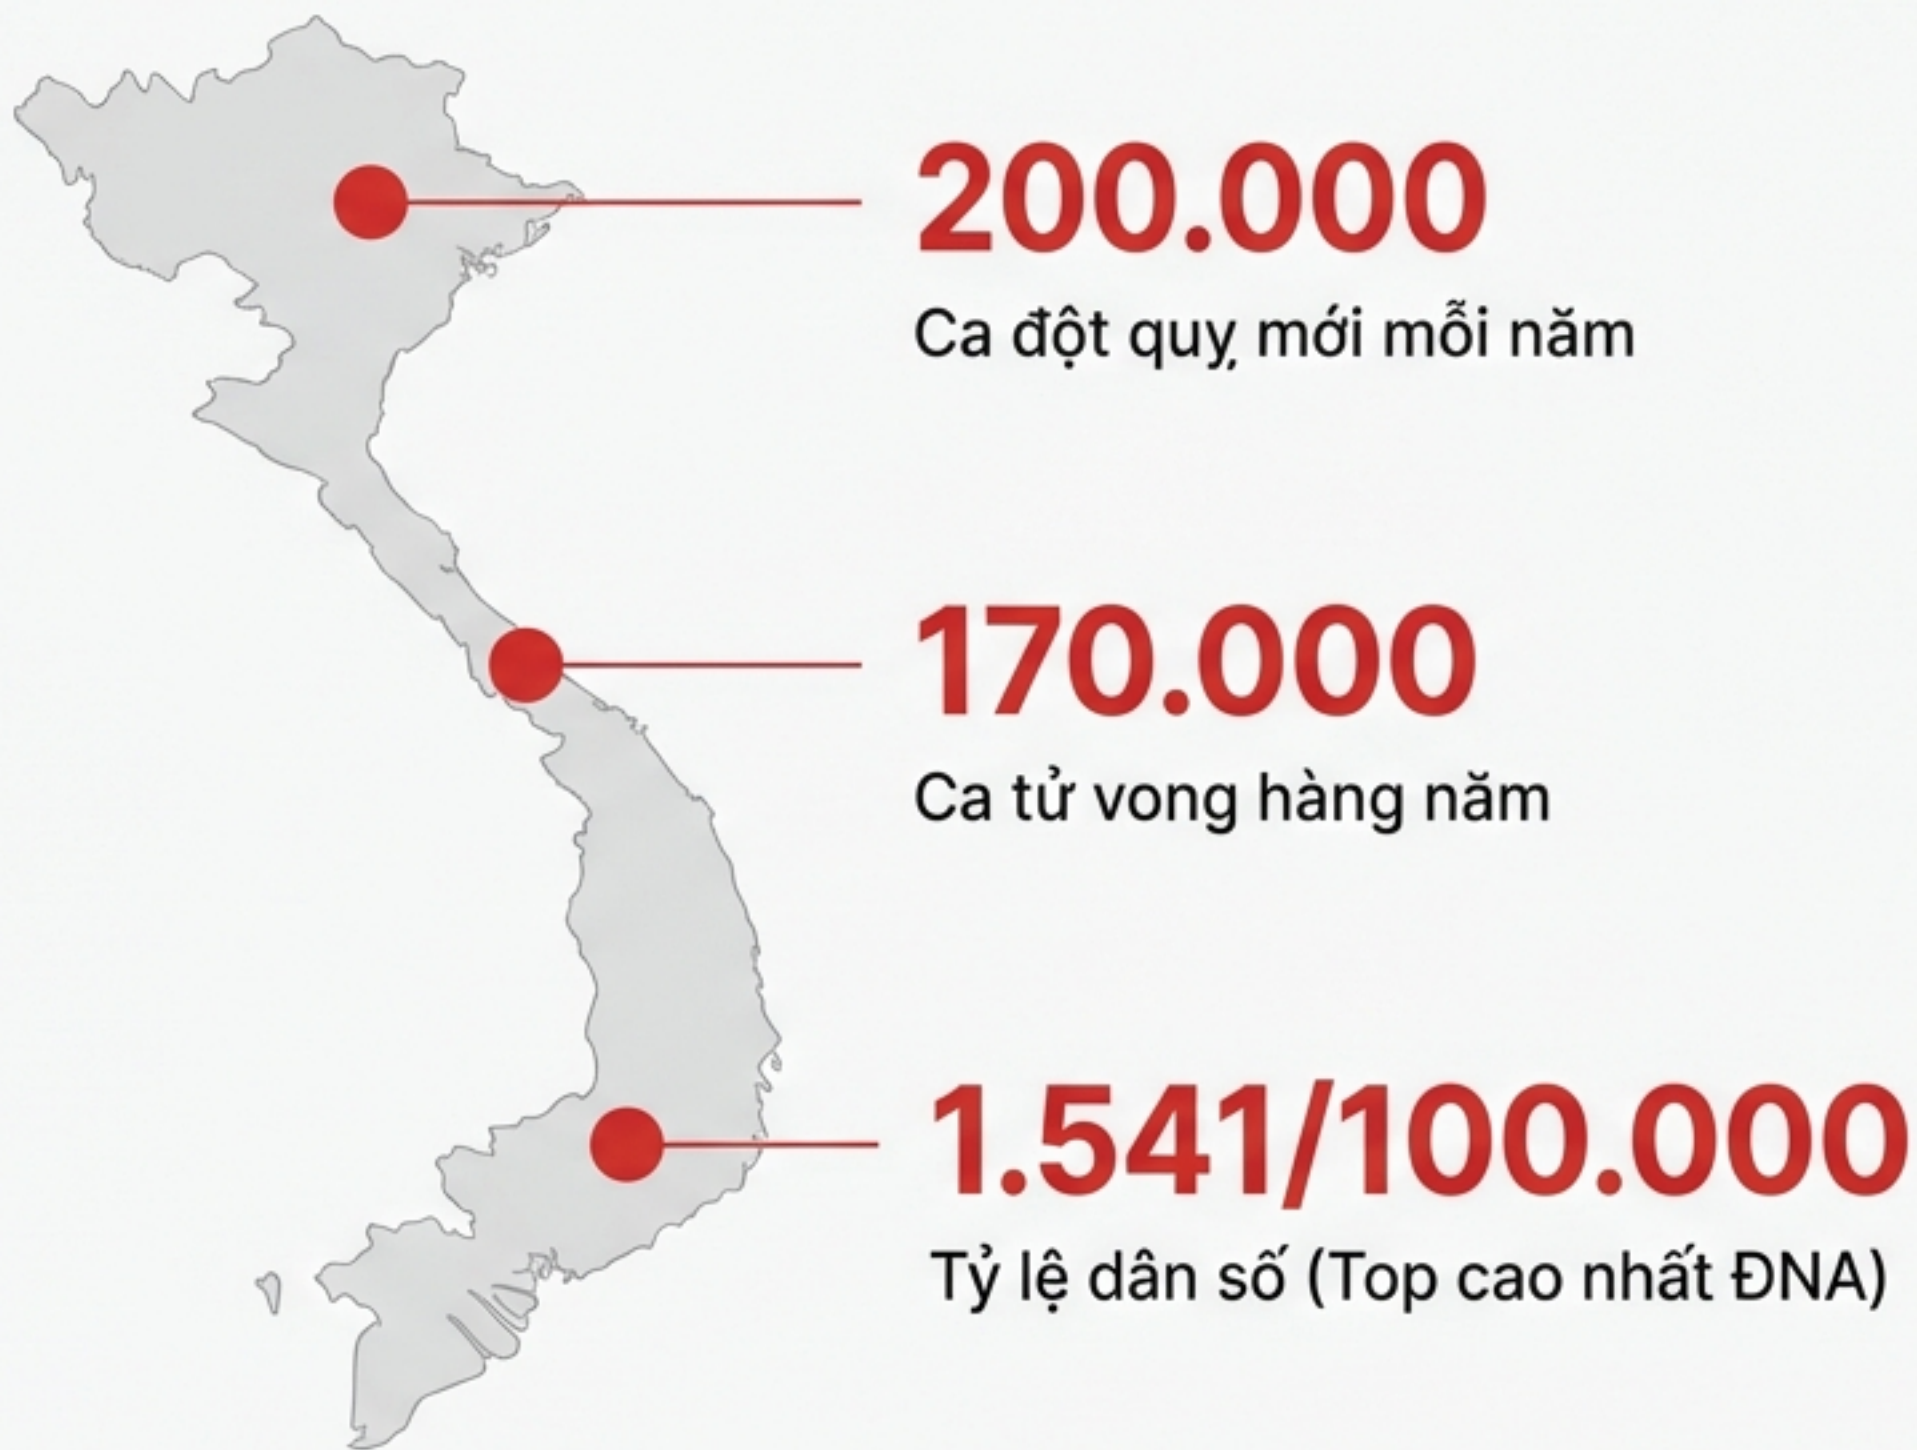 200.000
Ca đột quỵ mới mỗi năm
170.000
Ca tử vong hàng năm
1.541/100.000
Tỷ lệ dân số (Top cao nhất ĐNA)